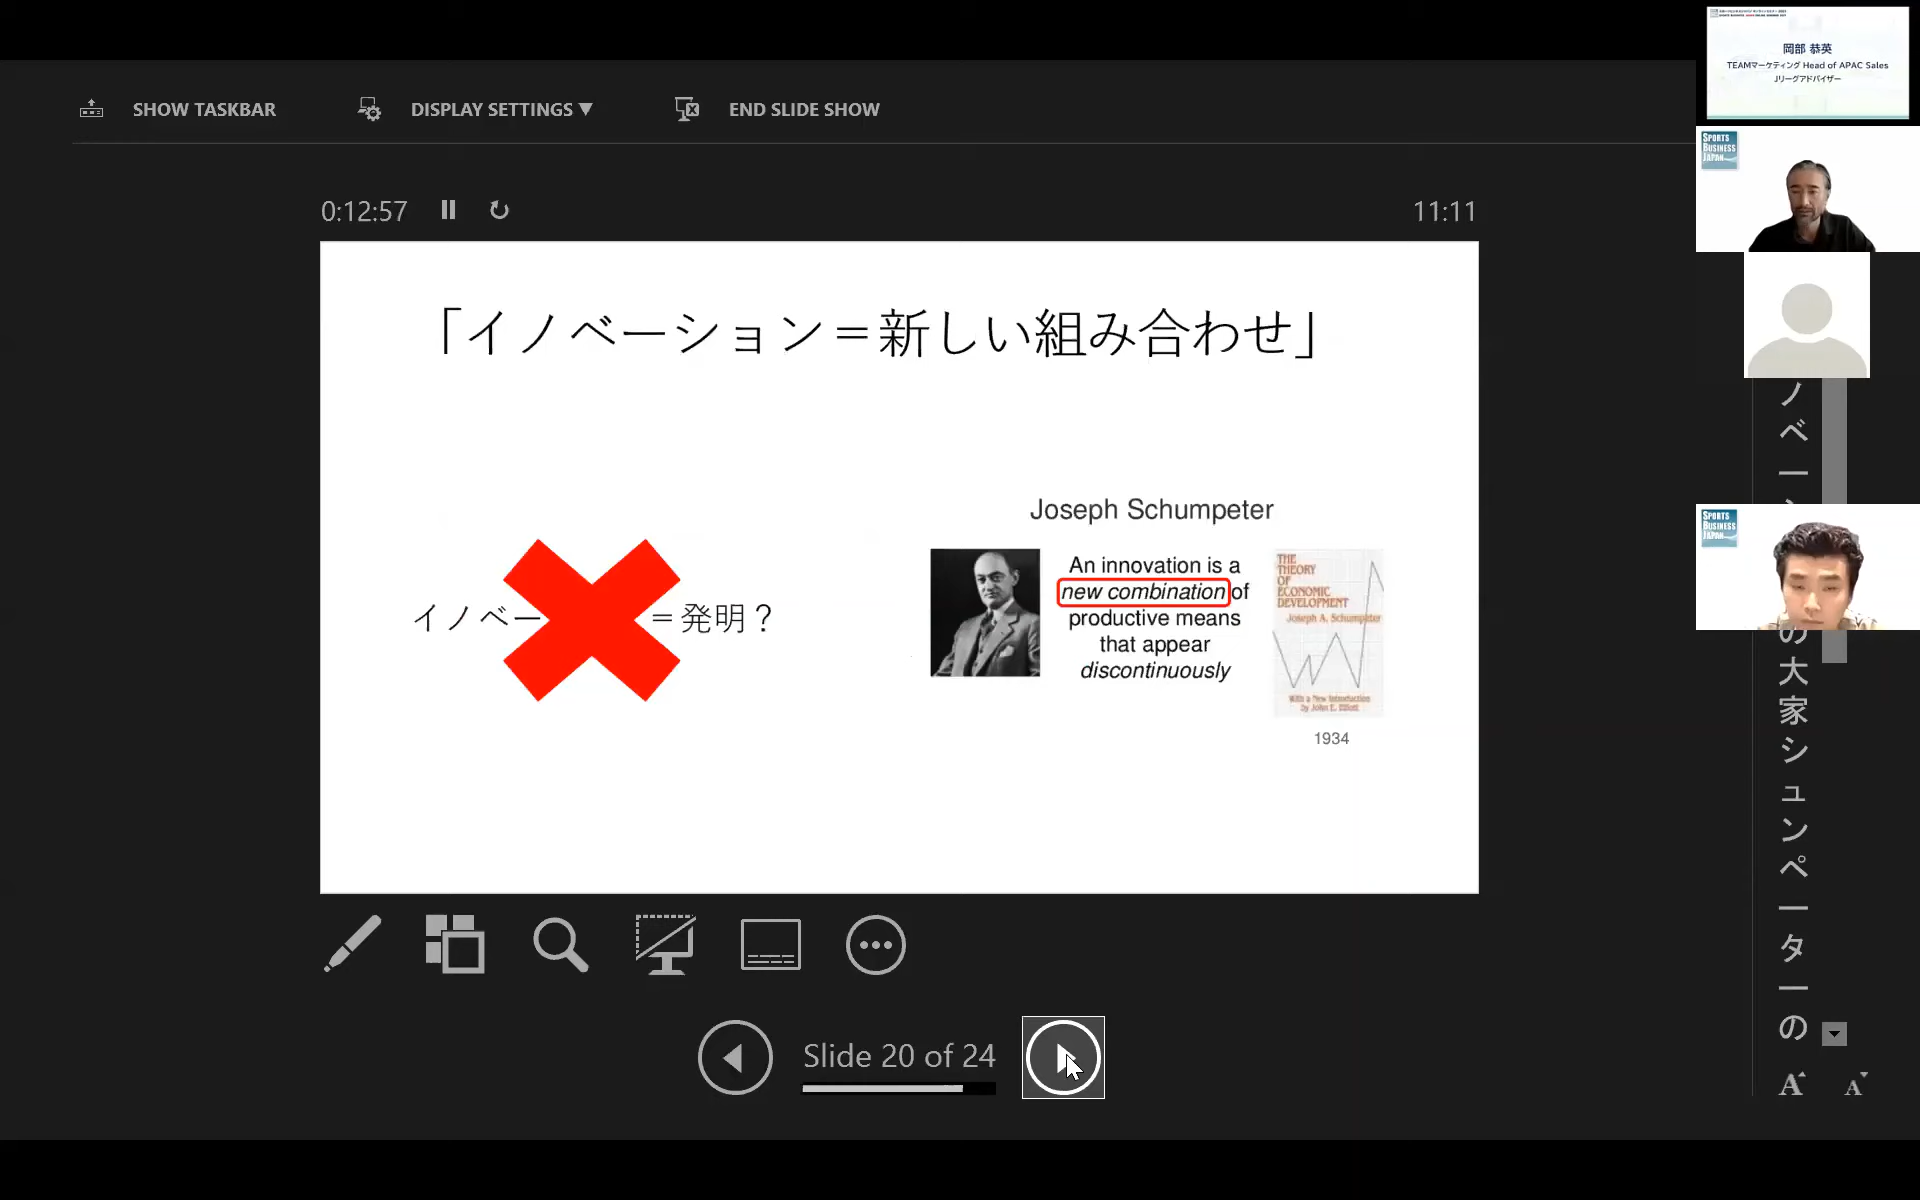 SHOW TASKBAR
DISPLAY SETTINGS ▼
END SLIDE SHOW
0:12:57
11:11
「イノベーション＝新しい組み合わせ」
イノベー
＝発明？
Joseph Schumpeter
An innovation is a
new combination of
productive means
that appear
discontinuously
THE
THEORY
OF
ECONOMIC
DEVELOPMENT
Joseph A. Schumpeter
With a New Introduction
by John E. Elliott
1934
Slide 20 of 24
岡部 恭英
TEAMマーケティング Head of APAC Sales
Jリーグアドバイザー
SPORTS
BUSINESS
JAPAN
ノベー
SPORTS
BUSINESS
JAPAN
の大家シュンペーターの
A A